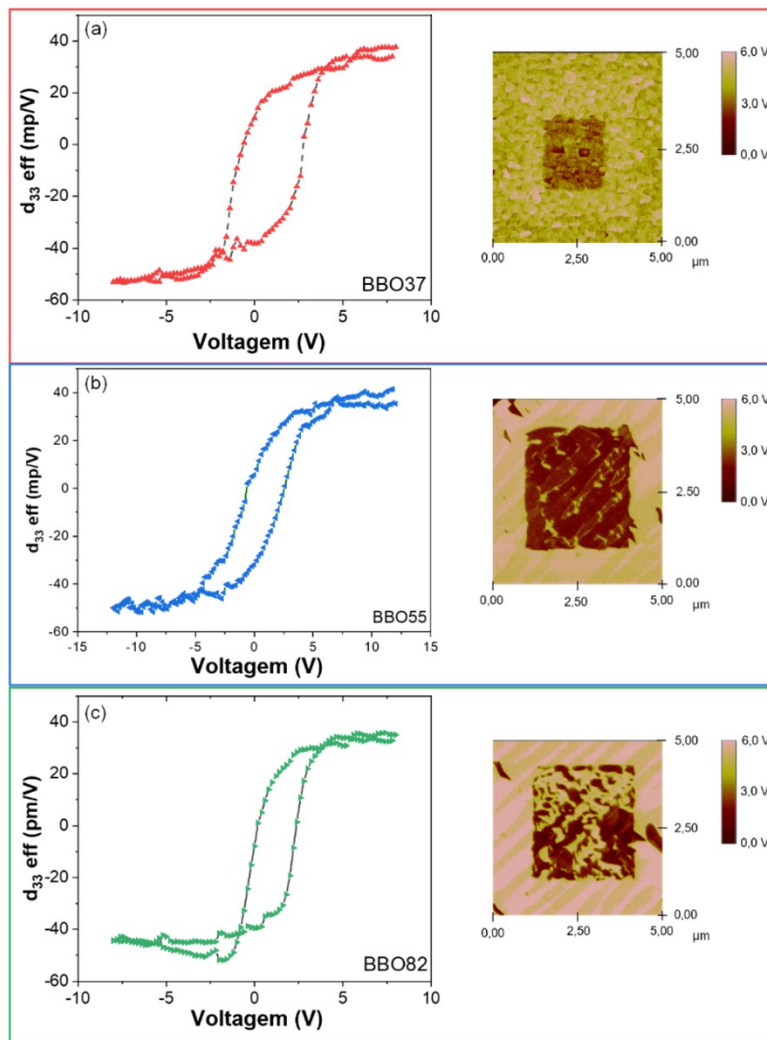 (a)
d33 eff (mp/V)
40
20
0
-20
-40
-60
-10
-5
0
5
10
Voltagem (V)
BBO37
5,00
2,50
0,00
0,00
2,50
5,00
µm
6.0 V
3.0 V
0,0 V
(b)
d33 eff (mp/V)
40
20
0
-20
-40
-60
-15
-10
-5
0
5
10
15
Voltagem (V)
BBO55
5,00
2,50
0,00
0,00
2,50
5,00
µm
6.0 V
3.0 V
0,0 V
(c)
d33 eff (pm/V)
40
20
0
-20
-40
-60
-10
-5
0
5
10
Voltagem (V)
BBO82
5,00
2,50
0,00
0,00
2,50
5,00
µm
6.0 V
3.0 V
0,0 V